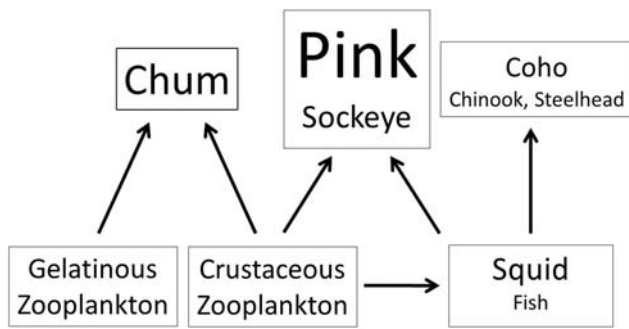 Chum
Pink
Sockeye
Coho
Chinook, Steelhead
Gelatinous
Zooplankton
Crustaceous
Zooplankton
Squid
Fish